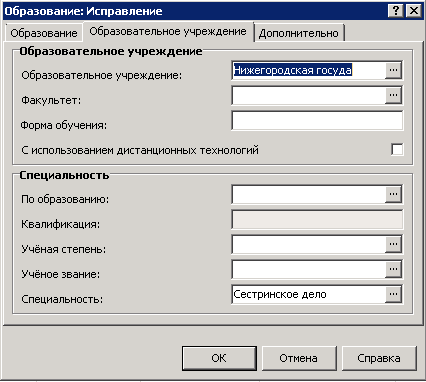 Образование: Исправление
Образование Образовательное учреждение Дополнительно
Образовательное учреждение
Образовательное учреждение: Нижегородская госуда ...
Факультет: ...
Форма обучения:
С использованием дистанционных технологий
Специальность
По образованию: ...
Квалификация:
Учёная степень: ...
Учёное звание: ...
Специальность: Сестринское дело ...
OK Отмена Справка